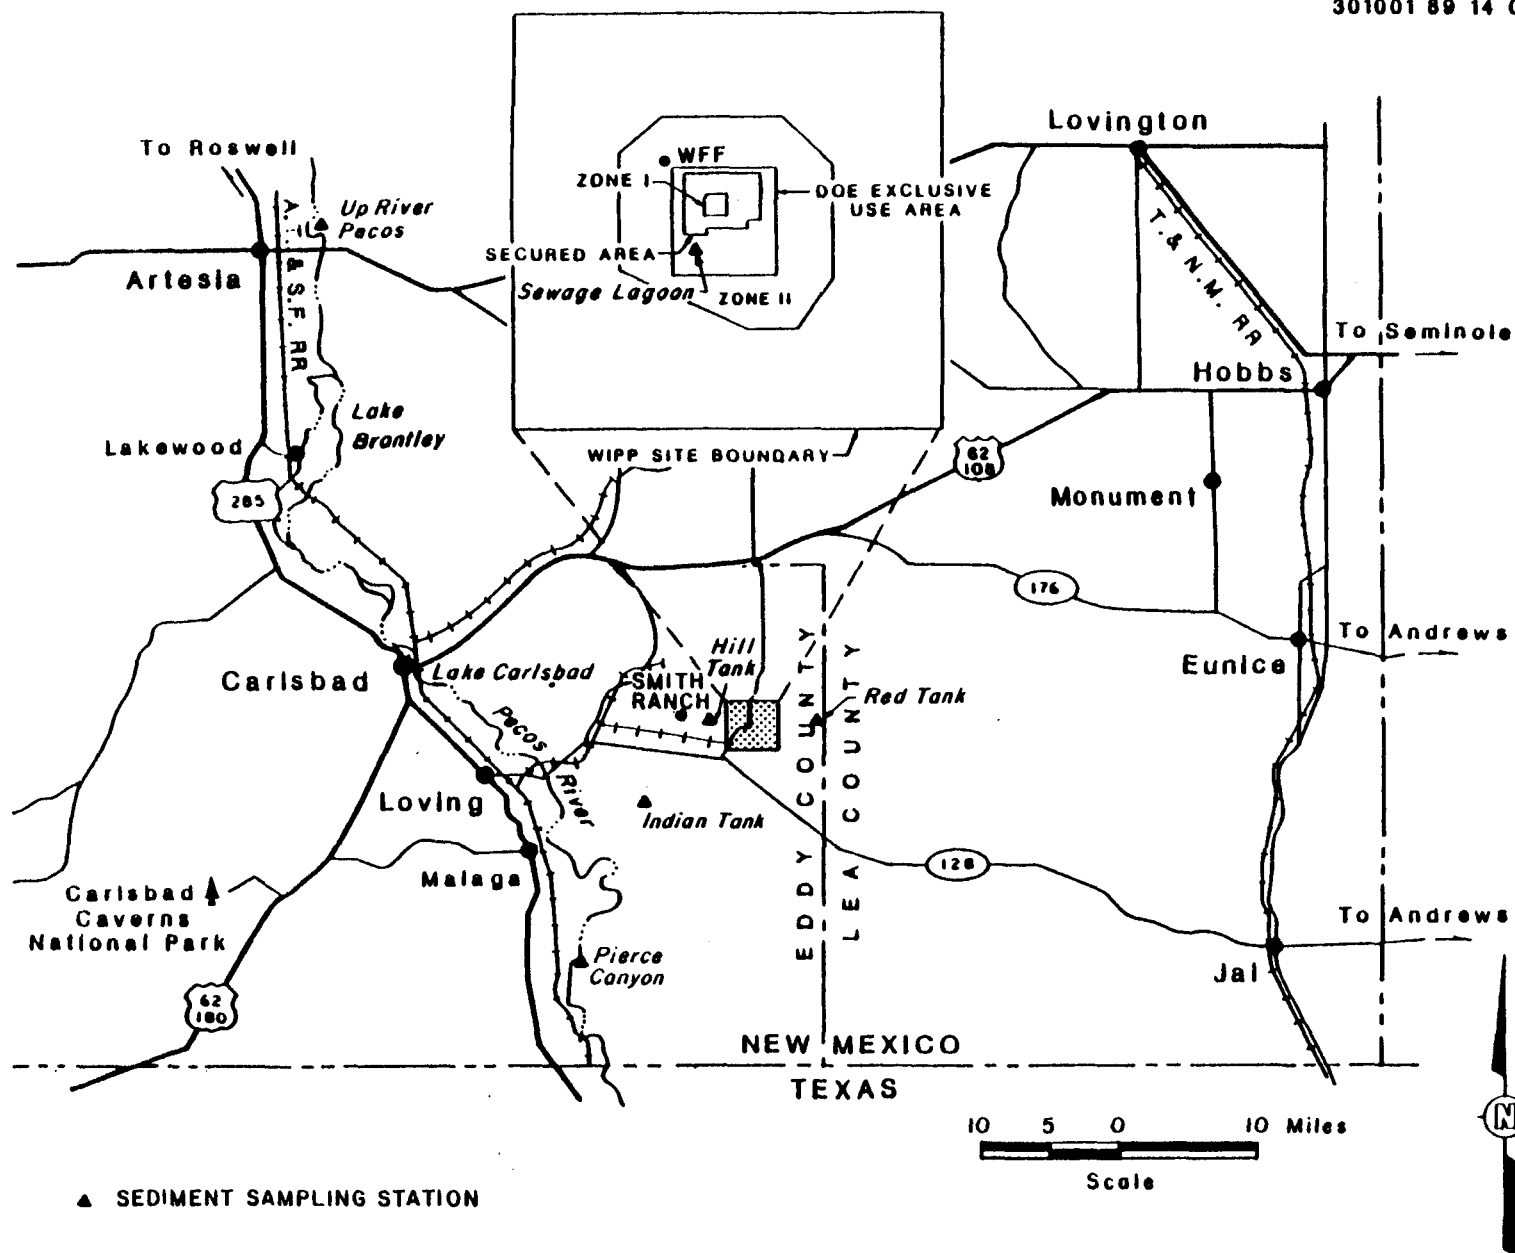 301001 89 14
To Roswell
Up River
Pecos
A.T. & S.F. RR
Artesia
Lake
Brantley
Lakewood
285
WFF
ZONE I
DOE EXCLUSIVE
USE AREA
SECURED AREA
Sewage Lagoon
ZONE II
WIPP SITE BOUNDARY
Lovington
T. & N.M. RR
To Seminole
Hobbs
62
108
Monument
176
To Andrews
Eunice
Carlsbad
Lake Carlsbad
Hill
Tank
SMITH
RANCH
Red Tank
Pecos
River
Loving
Indian Tank
EDDY COUNTY
LEA COUNTY
Malaga
128
Carlsbad
Caverns
National Park
To Andrews
Pierce
Canyon
Jal
62
180
NEW MEXICO
TEXAS
10 5 0 10 Miles
Scale
N
▲ SEDIMENT SAMPLING STATION